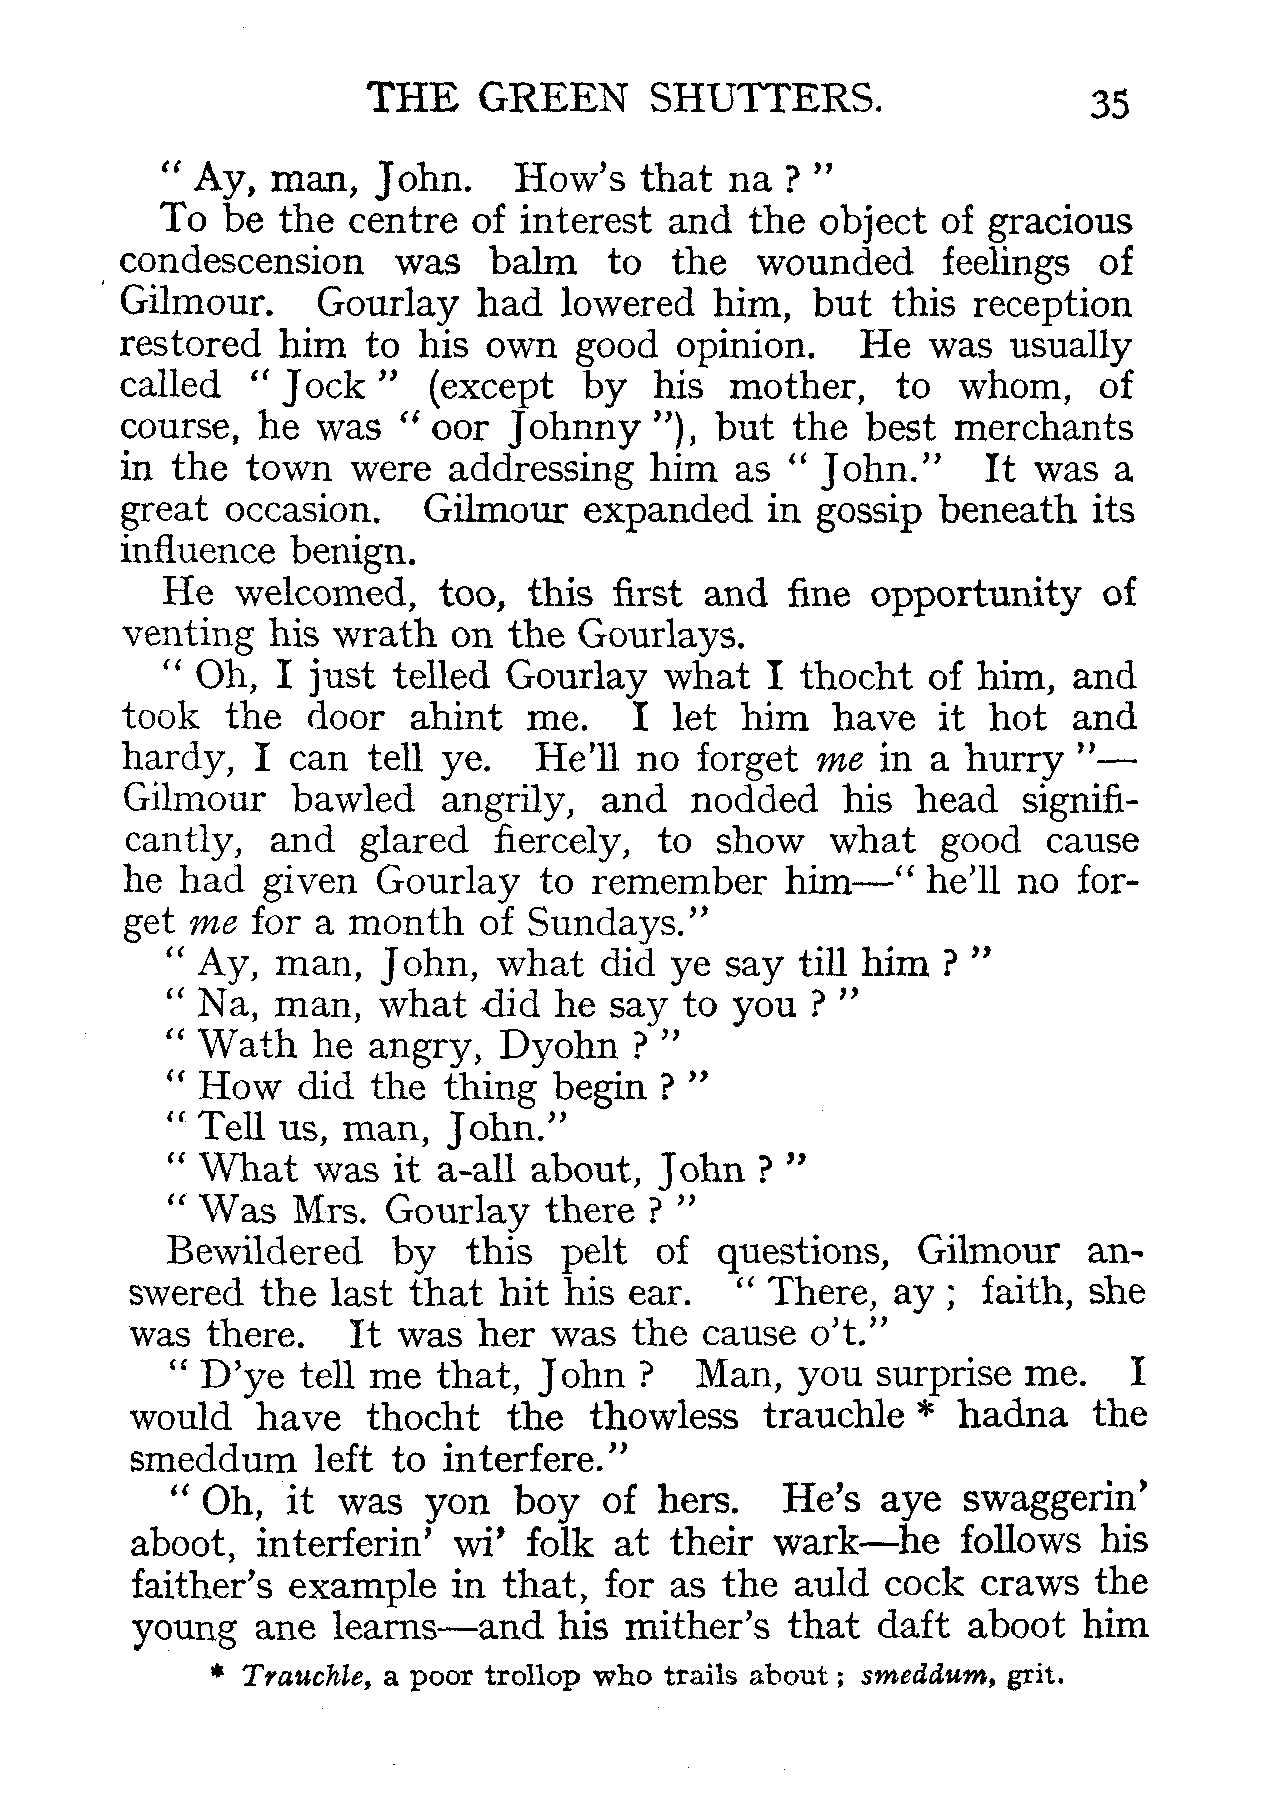 THE GREEN SHUTTERS. 35
“ Ay, man, John. How’s that na ? ”
To be the centre of interest and the object of gracious
condescension was balm to the wounded feelings of
Gilmour. Gourlay had lowered him, but this reception
restored him to his own good opinion. He was usually
called “ Jock ” (except by his mother, to whom, of
course, he was “ oor Johnny ”), but the best merchants
in the town were addressing him as “ John.” It was a
great occasion. Gilmour expanded in gossip beneath its
influence benign.
He welcomed, too, this first and fine opportunity of
venting his wrath on the Gourlays.
“ Oh, I just telled Gourlay what I thocht of him, and
took the door ahint me. I let him have it hot and
hardy, I can tell ye. He’ll no forget me in a hurry ”—
Gilmour bawled angrily, and nodded his head signifi-
cantly, and glared fiercely, to show what good cause
he had given Gourlay to remember him—“ he’ll no for-
get me for a month of Sundays.”
“ Ay, man, John, what did ye say till him ? ”
“ Na, man, what did he say to you ? ”
“ Wath he angry, Dyohn ? ”
“ How did the thing begin ? ”
“ Tell us, man, John.”
“ What was it a-all about, John ? ”
“ Was Mrs. Gourlay there ? ”
Bewildered by this pelt of questions, Gilmour an-
swered the last that hit his ear. “ There, ay ; faith, she
was there. It was her was the cause o’t.”
“ D’ye tell me that, John ? Man, you surprise me. I
would have thocht the thowless trauchle * hadna the
smeddum left to interfere.”
“ Oh, it was yon boy of hers. He’s aye swaggerin’
aboot, interferin’ wi’ folk at their wark—he follows his
faither’s example in that, for as the auld cock craws the
young ane learns—and his mither’s that daft aboot him
* Trauchle, a poor trollop who trails about ; smeddum, grit.